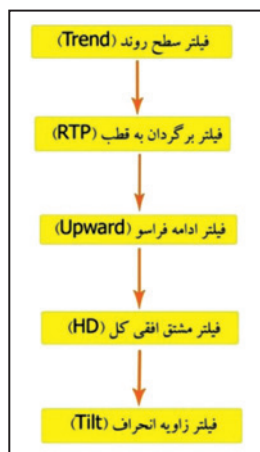 فیلتر سطح روند (Trend)
فیلتر برگردان به قطب (RTP)
فیلتر ادامه فراسو (Upward)
فیلتر مشتق افقی کل (HD)
فیلتر زاویه انحراف (Tilt)